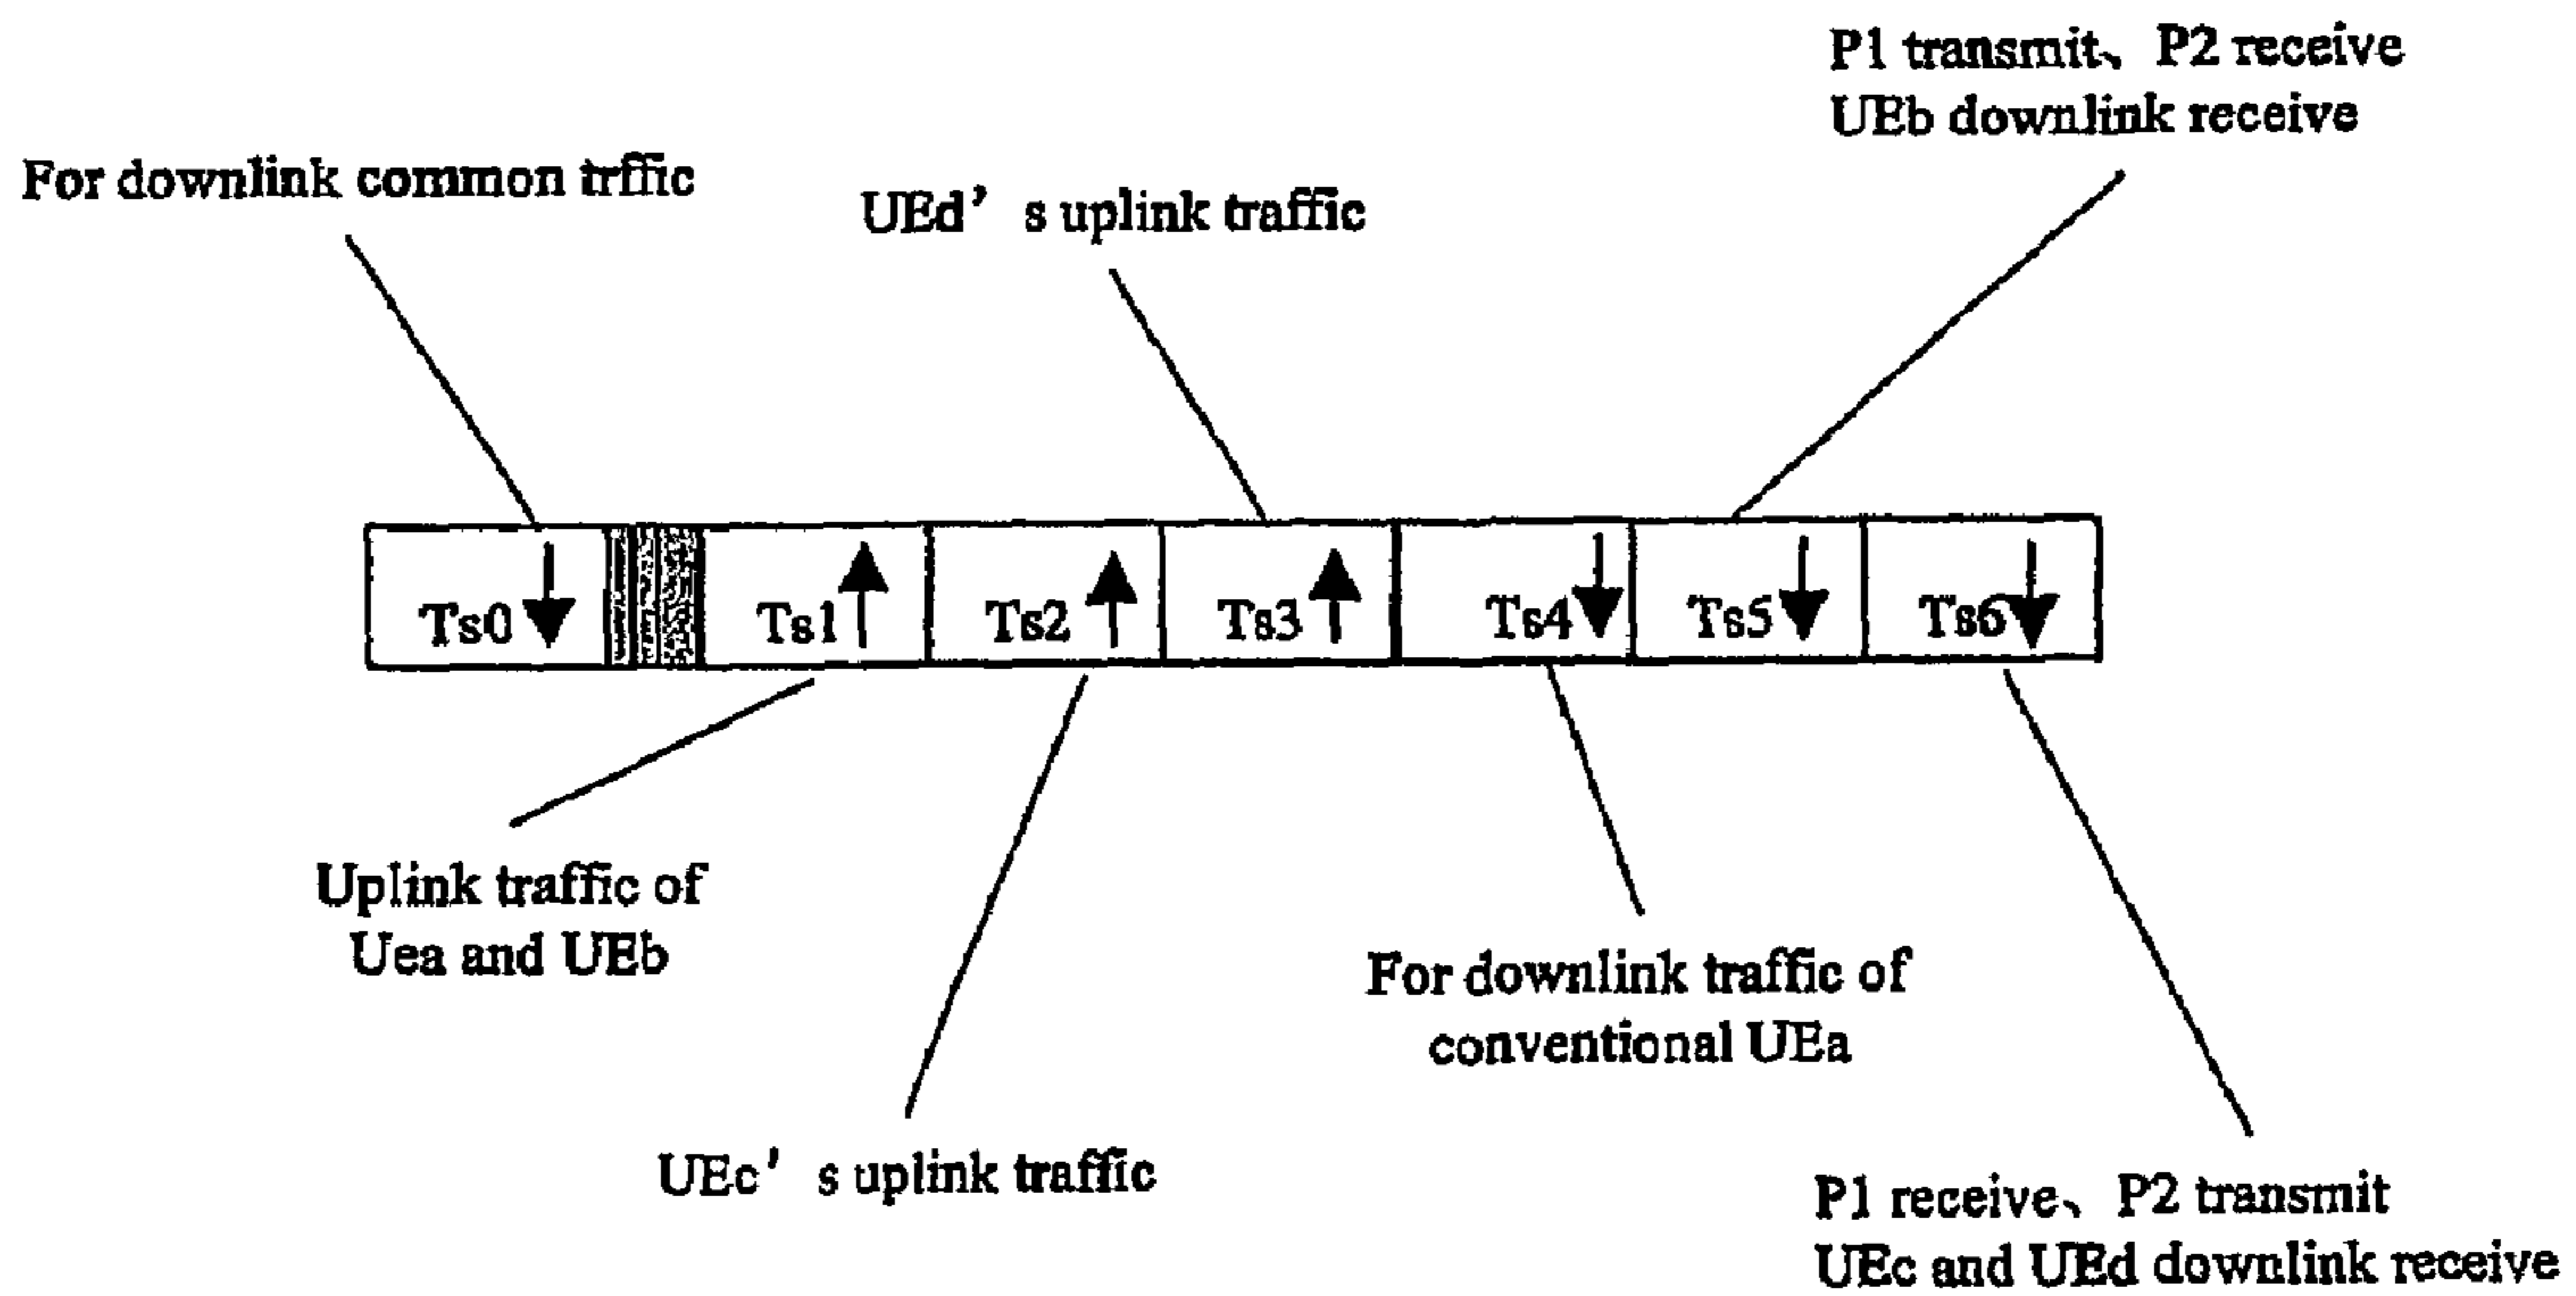 P1 transmit、P2 receive
UEb downlink receive
For downlink common trffic
UEd’ s uplink traffic
Ts0
Ts1
Ts2
Ts3
Ts4
Ts5
Ts6
Uplink traffic of
Uea and UEb
For downlink traffic of
conventional UEa
UEc’ s uplink traffic
P1 receive、P2 transmit
UEc and UEd downlink receive